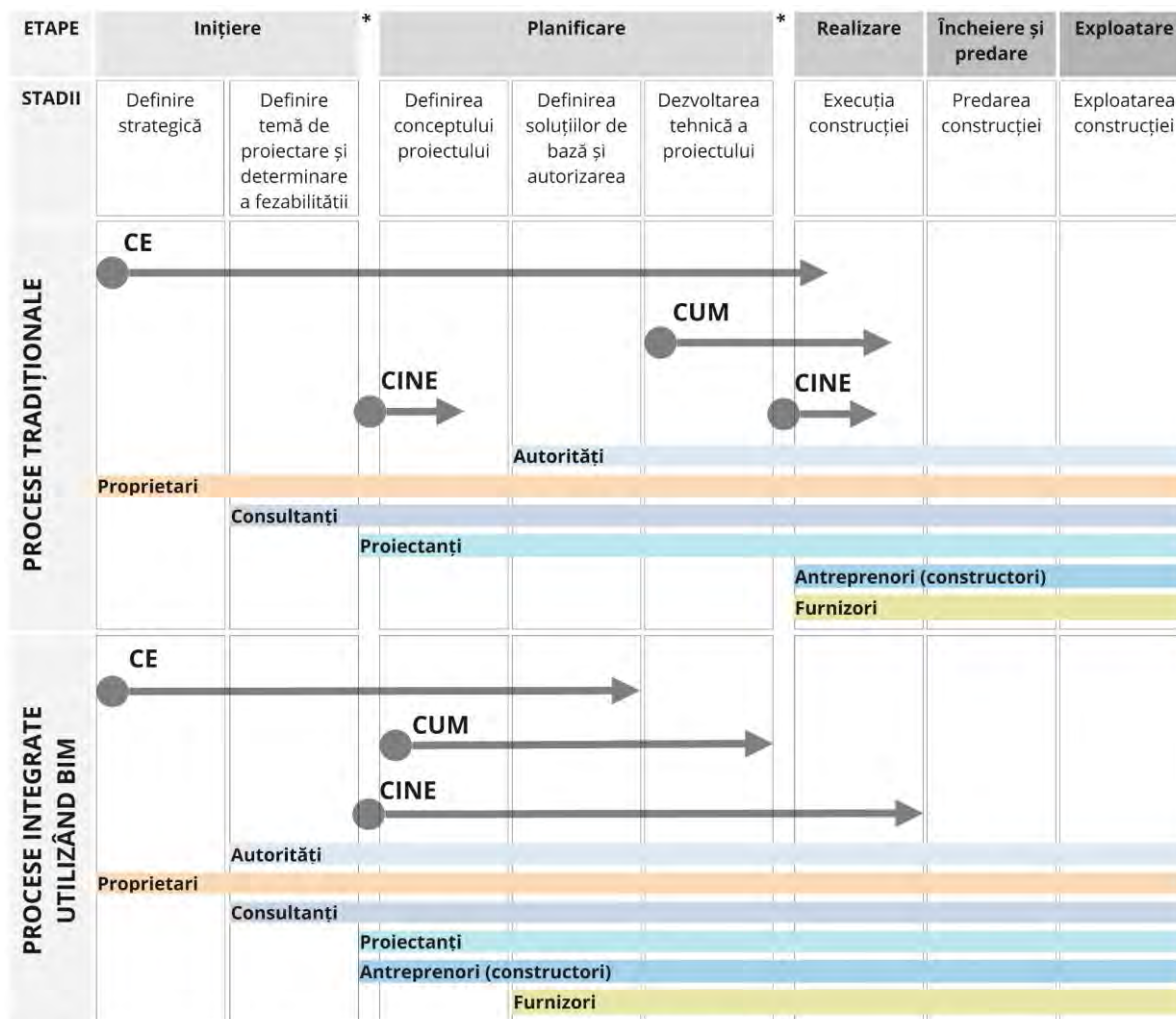 ETAPE
Inițiere
*
Planificare
*
Realizare
Încheiere și
predare
Exploatare
STADII
Definire
strategică
Definire
temă de
proiectare și
determinare
a fezabilității
Definirea
conceptului
proiectului
Definirea
soluțiilor de
bază și
autorizarea
Dezvoltarea
tehnică a
proiectului
Execuția
construcției
Predarea
construcției
Exploatarea
construcției
PROCESE TRADIȚIONALE
CE
CUM
CINE
CINE
Autorități
Proprietari
Consultanți
Proiectanți
Antreprenori (constructori)
Furnizori
PROCESE INTEGRATE
UTILIZÂND BIM
CE
CUM
CINE
Autorități
Proprietari
Consultanți
Proiectanți
Antreprenori (constructori)
Furnizori